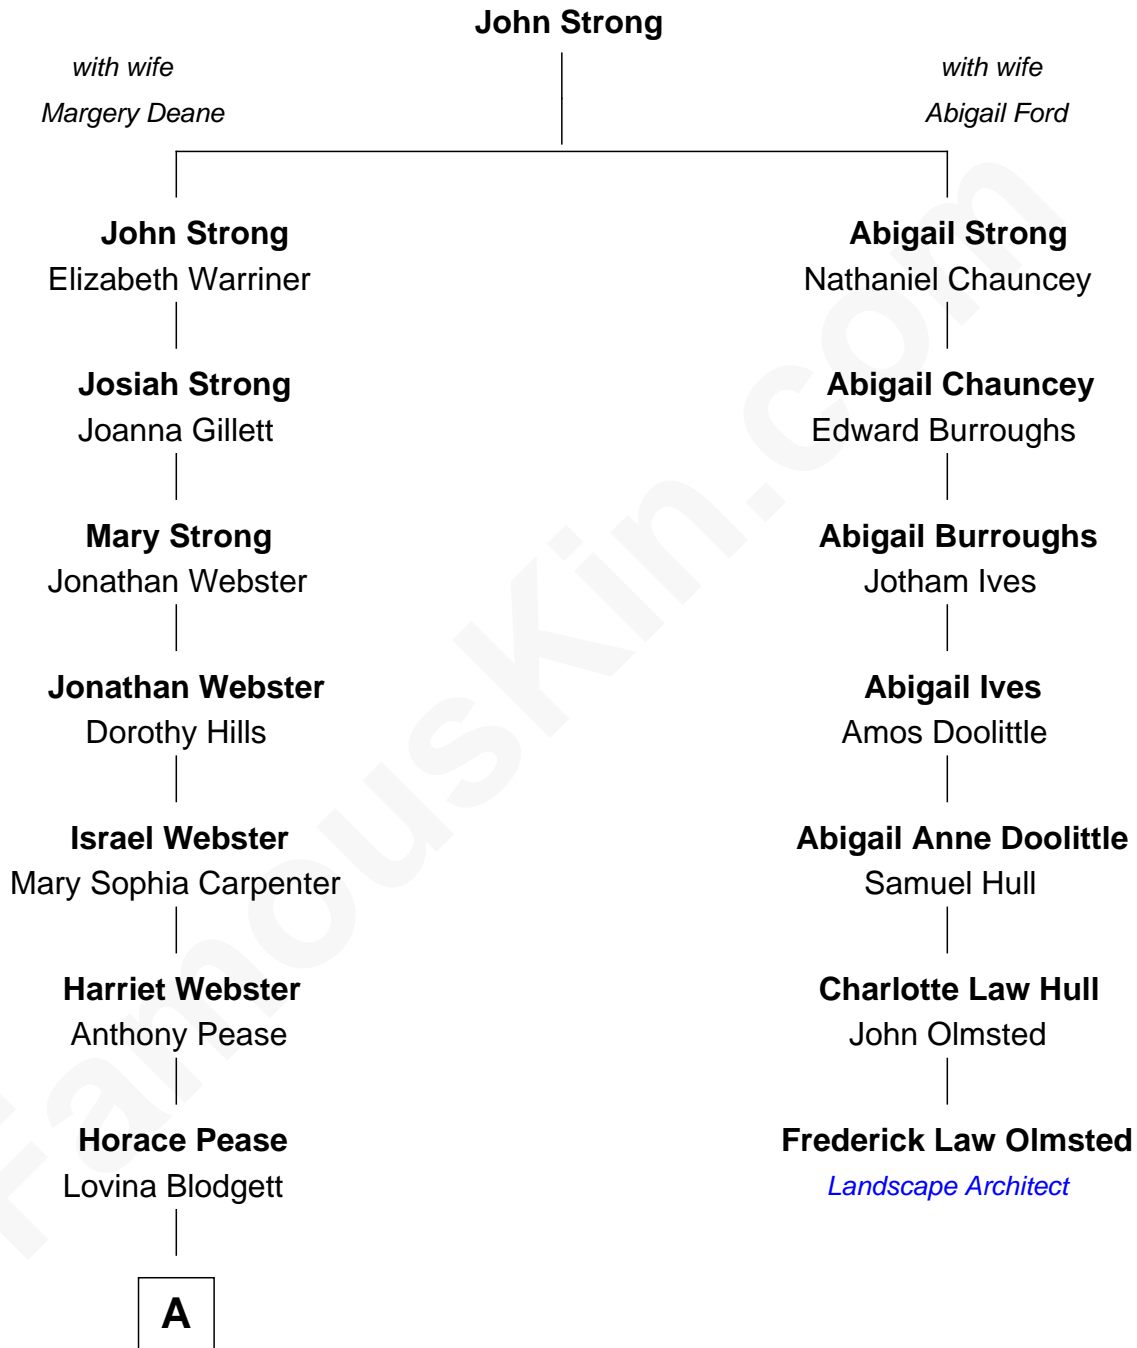 John Strong
with wife
Margery Deane
with wife
Abigail Ford
John Strong
Elizabeth Warriner
Abigail Strong
Nathaniel Chauncey
Josiah Strong
Joanna Gillett
Abigail Chauncey
Edward Burroughs
Mary Strong
Jonathan Webster
Abigail Burroughs
Jotham Ives
Jonathan Webster
Dorothy Hills
Abigail Ives
Amos Doolittle
Israel Webster
Mary Sophia Carpenter
Abigail Anne Doolittle
Samuel Hull
Harriet Webster
Anthony Pease
Charlotte Law Hull
John Olmsted
Horace Pease
Lovina Blodgett
Frederick Law Olmsted
Landscape Architect
A
FamousKin.com